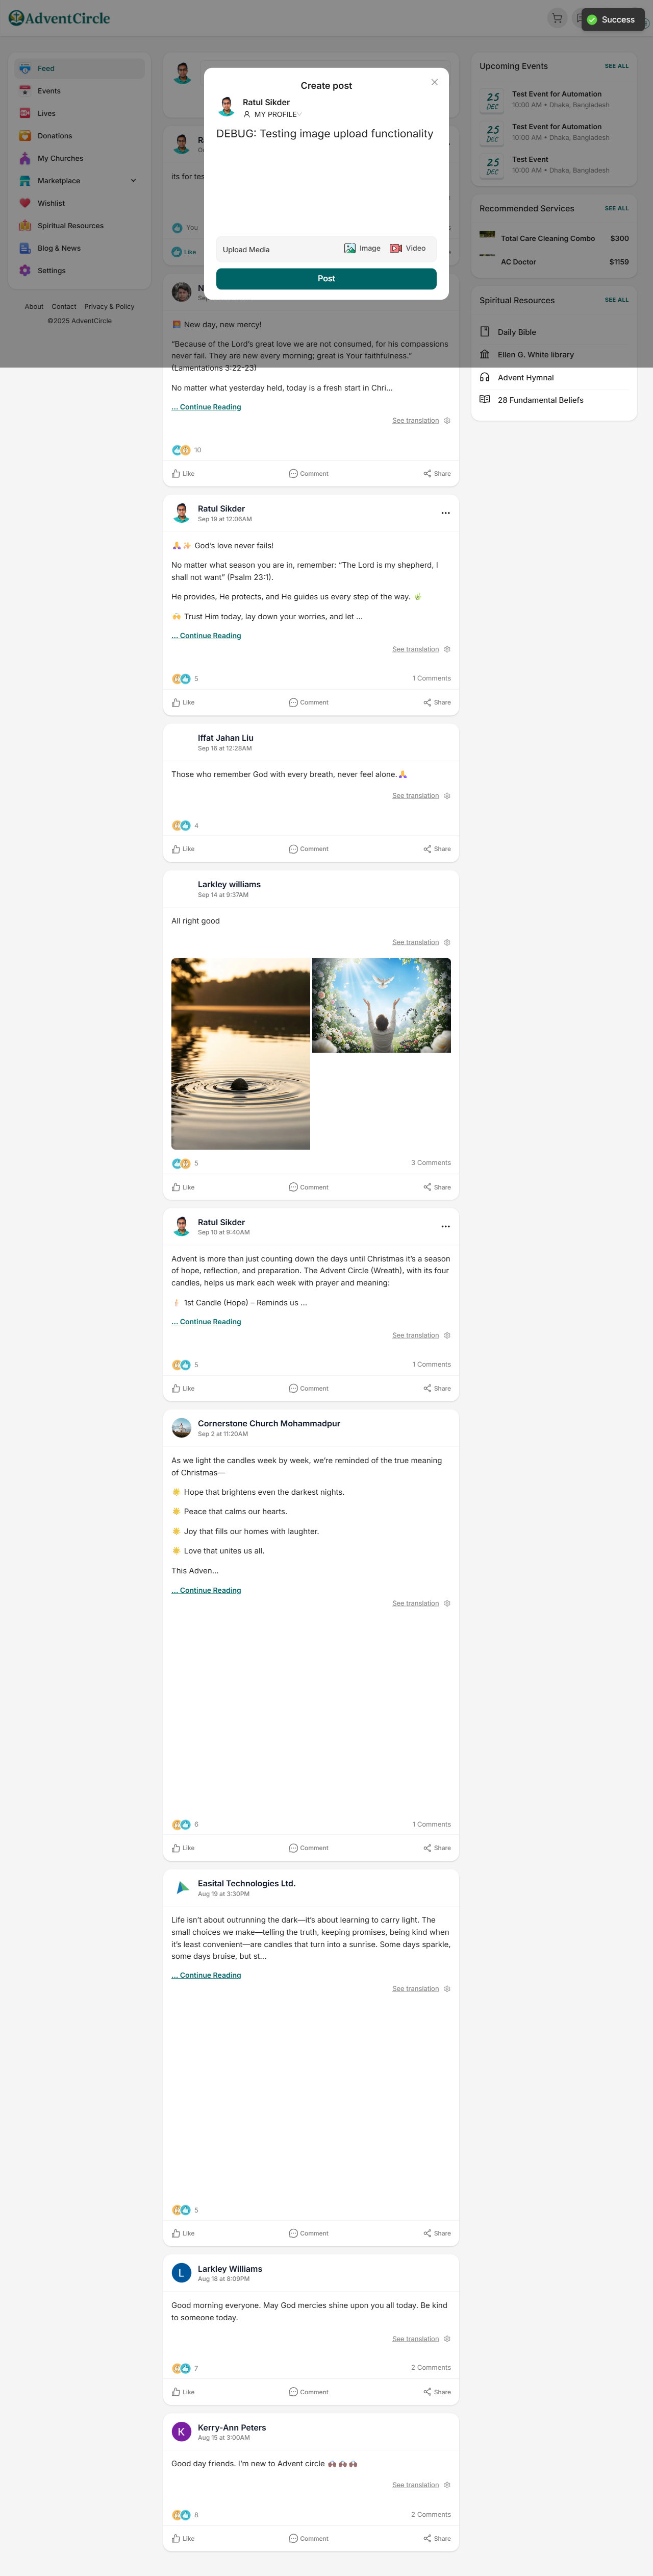 AdventCircle
Success
Feed
Events
Lives
Donations
My Churches
Marketplace
Wishlist
Spiritual Resources
Blog & News
Settings
About Contact Privacy & Policy
©2025 AdventCircle
Create post
Ratul Sikder
MY PROFILE
DEBUG: Testing image upload functionality
Upload Media
Image
Video
Post
its for tes
You
Like
New day, new mercy!
“Because of the Lord’s great love we are not consumed, for his compassions
never fail. They are new every morning; great is Your faithfulness.”
(Lamentations 3:22-23)
No matter what yesterday held, today is a fresh start in Chri...
... Continue Reading
See translation
10
Like Comment Share
Ratul Sikder
Sep 19 at 12:06AM
God’s love never fails!
No matter what season you are in, remember: “The Lord is my shepherd, I
shall not want” (Psalm 23:1).
He provides, He protects, and He guides us every step of the way.
Trust Him today, lay down your worries, and let ...
... Continue Reading
See translation
5
1 Comments
Like Comment Share
Iffat Jahan Liu
Sep 16 at 12:28AM
Those who remember God with every breath, never feel alone.
See translation
4
Like Comment Share
Larkley williams
Sep 14 at 9:37AM
All right good
See translation
5
3 Comments
Like Comment Share
Ratul Sikder
Sep 10 at 9:40AM
Advent is more than just counting down the days until Christmas it’s a season
of hope, reflection, and preparation. The Advent Circle (Wreath), with its four
candles, helps us mark each week with prayer and meaning:
1st Candle (Hope) – Reminds us ...
... Continue Reading
See translation
5
1 Comments
Like Comment Share
Cornerstone Church Mohammadpur
Sep 2 at 11:20AM
As we light the candles week by week, we’re reminded of the true meaning
of Christmas—
Hope that brightens even the darkest nights.
Peace that calms our hearts.
Joy that fills our homes with laughter.
Love that unites us all.
This Adven...
... Continue Reading
See translation
6
1 Comments
Like Comment Share
Easital Technologies Ltd.
Aug 19 at 3:30PM
Life isn’t about outrunning the dark—it’s about learning to carry light. The
small choices we make—telling the truth, keeping promises, being kind when
it’s least convenient—are candles that turn into a sunrise. Some days sparkle,
some days bruise, but st...
... Continue Reading
See translation
5
Like Comment Share
L
Larkley Williams
Aug 18 at 8:09PM
Good morning everyone. May God mercies shine upon you all today. Be kind
to someone today.
See translation
7
2 Comments
Like Comment Share
K
Kerry-Ann Peters
Aug 15 at 3:00AM
Good day friends. I’m new to Advent circle
See translation
8
2 Comments
Like Comment Share
Upcoming Events
SEE ALL
25
DEC
Test Event for Automation
10:00 AM • Dhaka, Bangladesh
25
DEC
Test Event for Automation
10:00 AM • Dhaka, Bangladesh
25
DEC
Test Event
10:00 AM • Dhaka, Bangladesh
Recommended Services
SEE ALL
Total Care Cleaning Combo $300
AC Doctor $1159
Spiritual Resources
SEE ALL
Daily Bible
Ellen G. White library
Advent Hymnal
28 Fundamental Beliefs